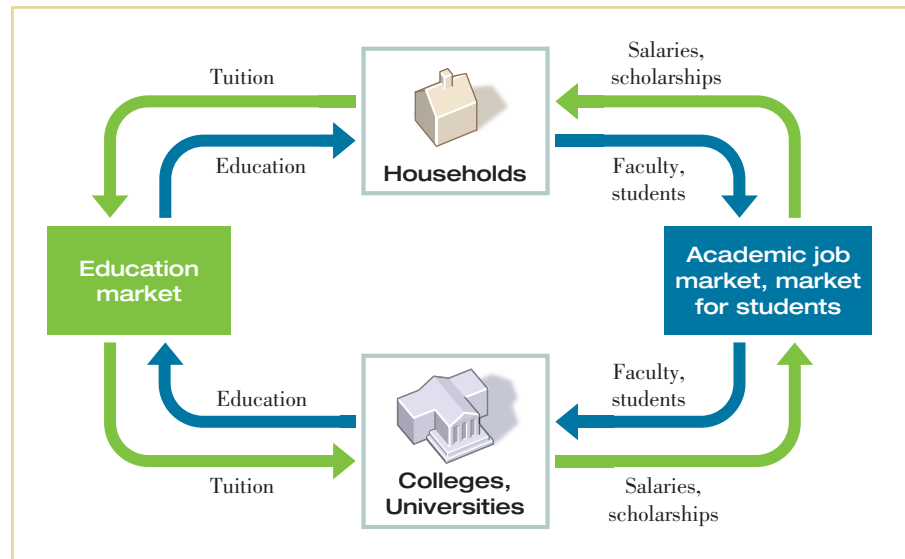 Salaries,
scholarships
Tuition
Education
Households
Faculty,
students
Education
market
Academic job
market, market
for students
Education
Faculty,
students
Tuition
Colleges,
Universities
Salaries,
scholarships